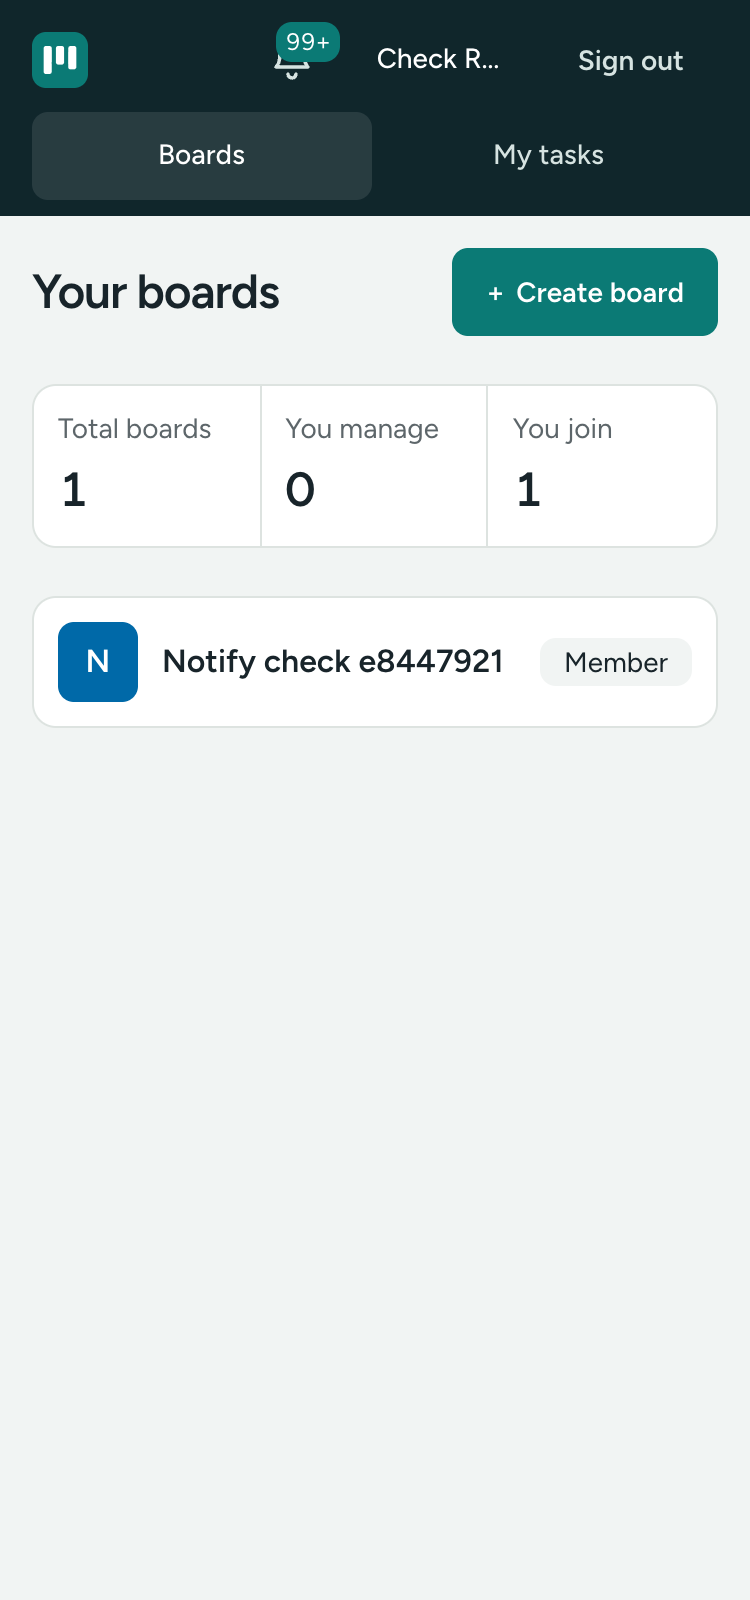 99+
Check R...
Sign out
Boards
My tasks
Your boards
+ Create board
Total boards
1
You manage
0
You join
1
N
Notify check e8447921
Member